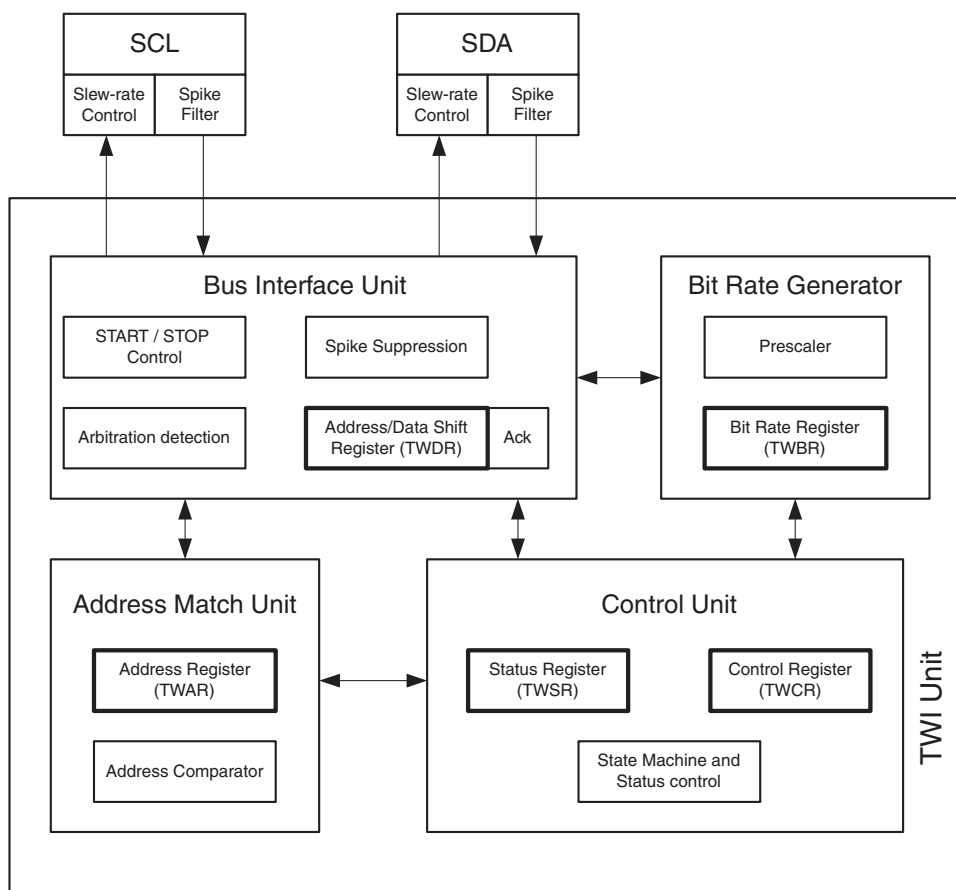 SCL
Slew-rate
Control
Spike
Filter
SDA
Slew-rate
Control
Spike
Filter
Bus Interface Unit
START / STOP
Control
Spike Suppression
Arbitration detection
Address/Data Shift
Register (TWDR)
Ack
Bit Rate Generator
Prescaler
Bit Rate Register
(TWBR)
Address Match Unit
Address Register
(TWAR)
Address Comparator
Control Unit
Status Register
(TWSR)
Control Register
(TWCR)
State Machine and
Status control
TWI Unit